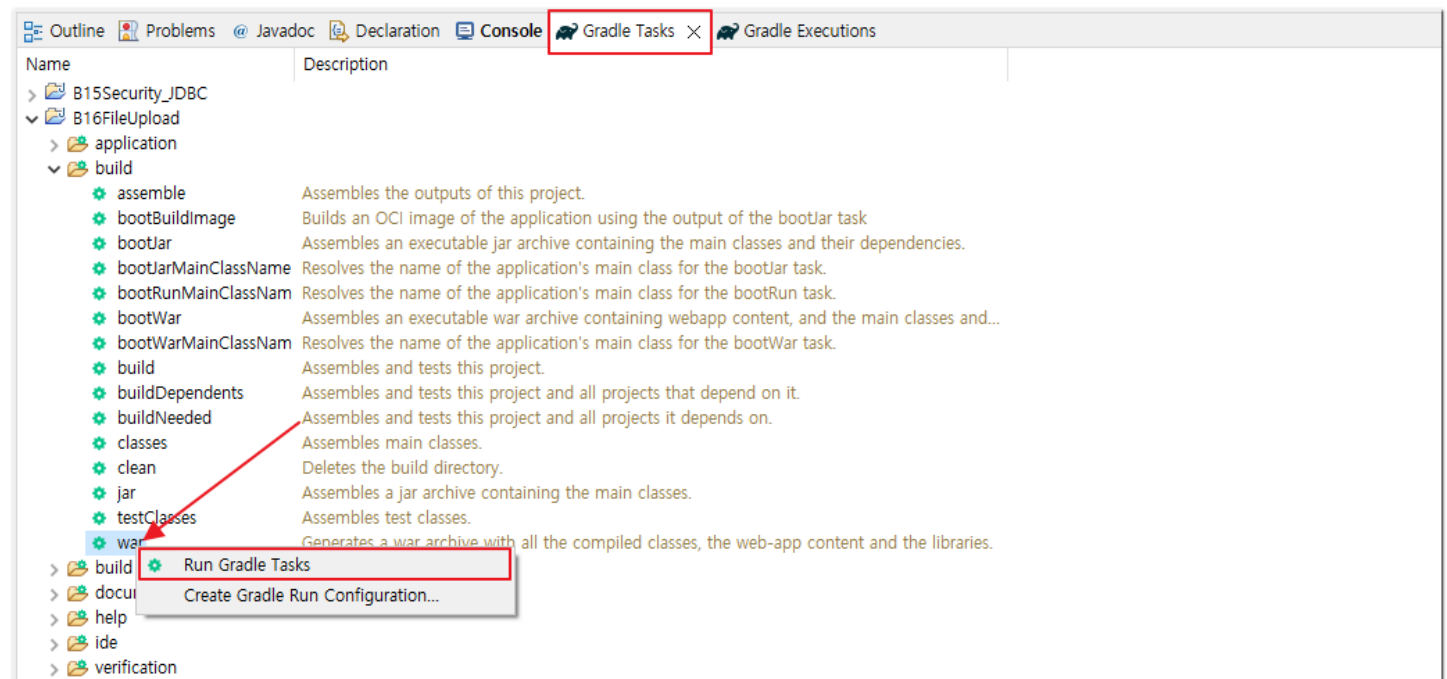 Outline Problems @ Javadoc Declaration Console Gradle Tasks Gradle Executions
Name Description
B15Security_JDBC
B16FileUpload
application
build
assemble Assembles the outputs of this project.
bootBuildImage Builds an OCI image of the application using the output of the bootJar task
bootJar Assembles an executable jar archive containing the main classes and their dependencies.
bootJarMainClassName Resolves the name of the application's main class for the bootJar task.
bootRunMainClassNam Resolves the name of the application's main class for the bootRun task.
bootWar Assembles an executable war archive containing webapp content, and the main classes and...
bootWarMainClassNam Resolves the name of the application's main class for the bootWar task.
build Assembles and tests this project.
buildDependents Assembles and tests this project and all projects that depend on it.
buildNeeded Assembles and tests this project and all projects it depends on.
classes Assembles main classes.
clean Deletes the build directory.
jar Assembles a jar archive containing the main classes.
testClasses Assembles test classes.
war Generates a war archive with all the compiled classes, the web-app content and the libraries.
build Run Gradle Tasks
docu Create Gradle Run Configuration...
help
ide
verification